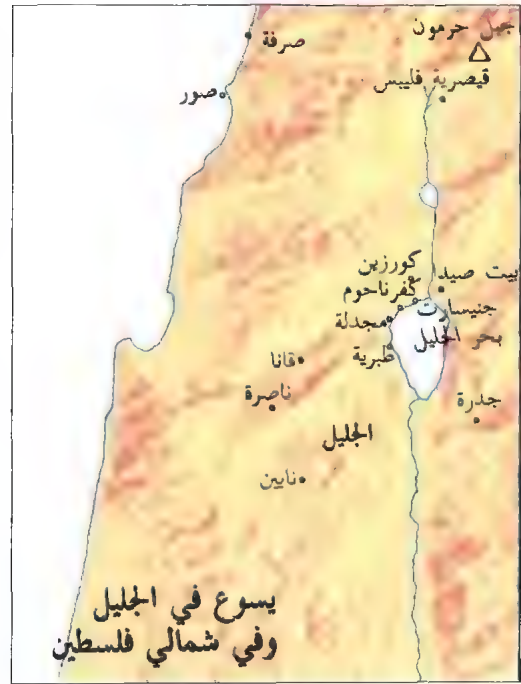 جبل حرمون
صرفة
قيصرية فليبس
صور
كورزين
بيت صيد
كفرناحوم
جنيسارت
مجدلة
بحر الجليل
طبرية
قانا
ناصرة
جدرة
الجليل
نايين
يسوع في الجليل
وفي شمالي فلسطين